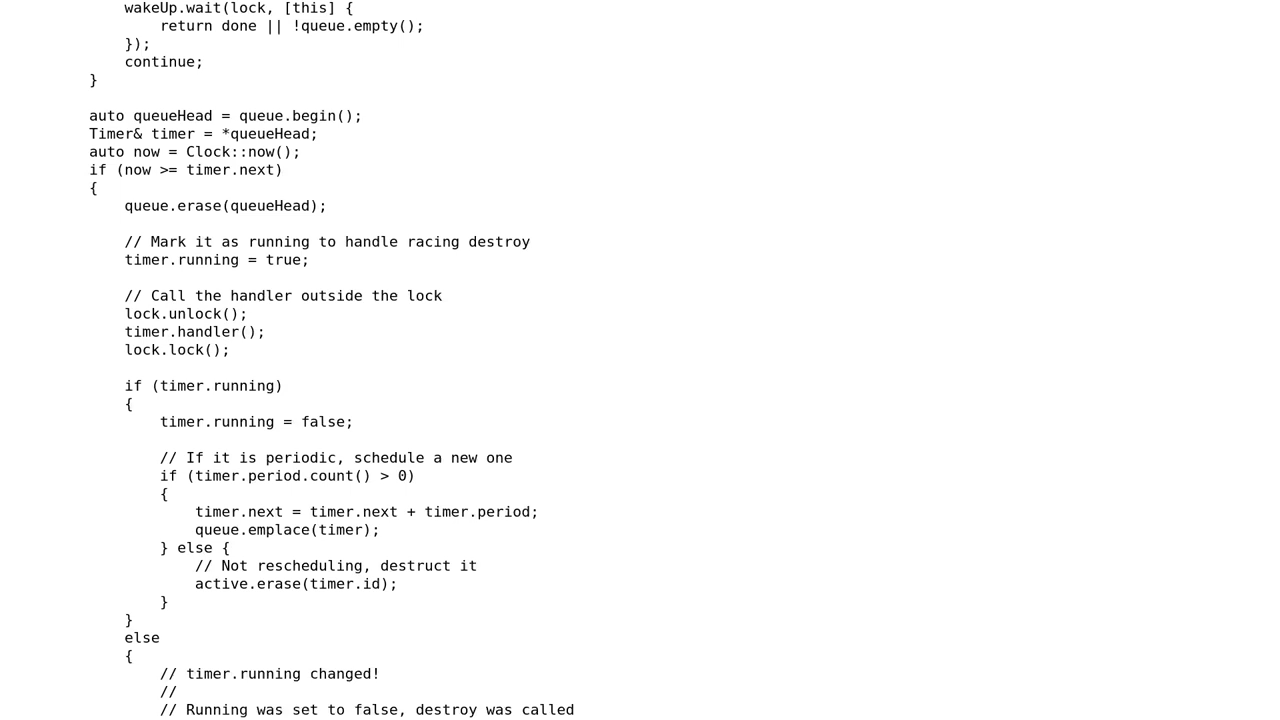 wakeUp.wait(lock, [this] {
return done || !queue.empty();
});
continue;
}
auto queueHead = queue.begin();
Timer& timer = *queueHead;
auto now = Clock::now();
if (now >= timer.next)
{
queue.erase(queueHead);
// Mark it as running to handle racing destroy
timer.running = true;
// Call the handler outside the lock
lock.unlock();
timer.handler();
lock.lock();
if (timer.running)
{
timer.running = false;
// If it is periodic, schedule a new one
if (timer.period.count() > 0)
{
timer.next = timer.next + timer.period;
queue.emplace(timer);
} else {
// Not rescheduling, destruct it
active.erase(timer.id);
}
}
else
{
// timer.running changed!
//
// Running was set to false, destroy was called